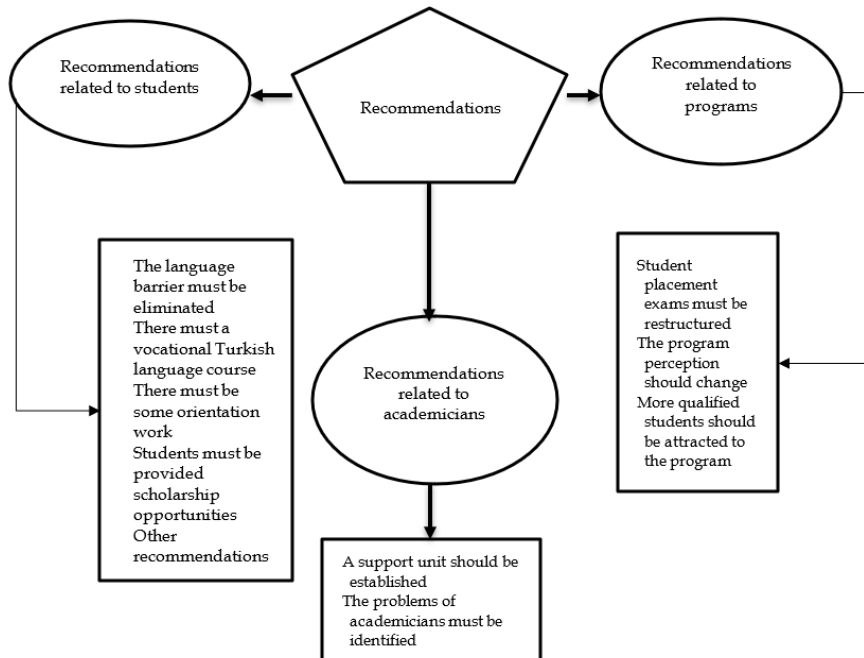 Recommendations
related to students
Recommendations
Recommendations
related to
programs
The language
barrier must be
eliminated
There must a
vocational Turkish
language course
There must be
some orientation
work
Students must be
provided
scholarship
opportunities
Other
recommendations
Recommendations
related to
academicians
Student
placement
exams must be
restructured
The program
perception
should change
More qualified
students should
be attracted to
the program
A support unit should be
established
The problems of
academicians must be
identified